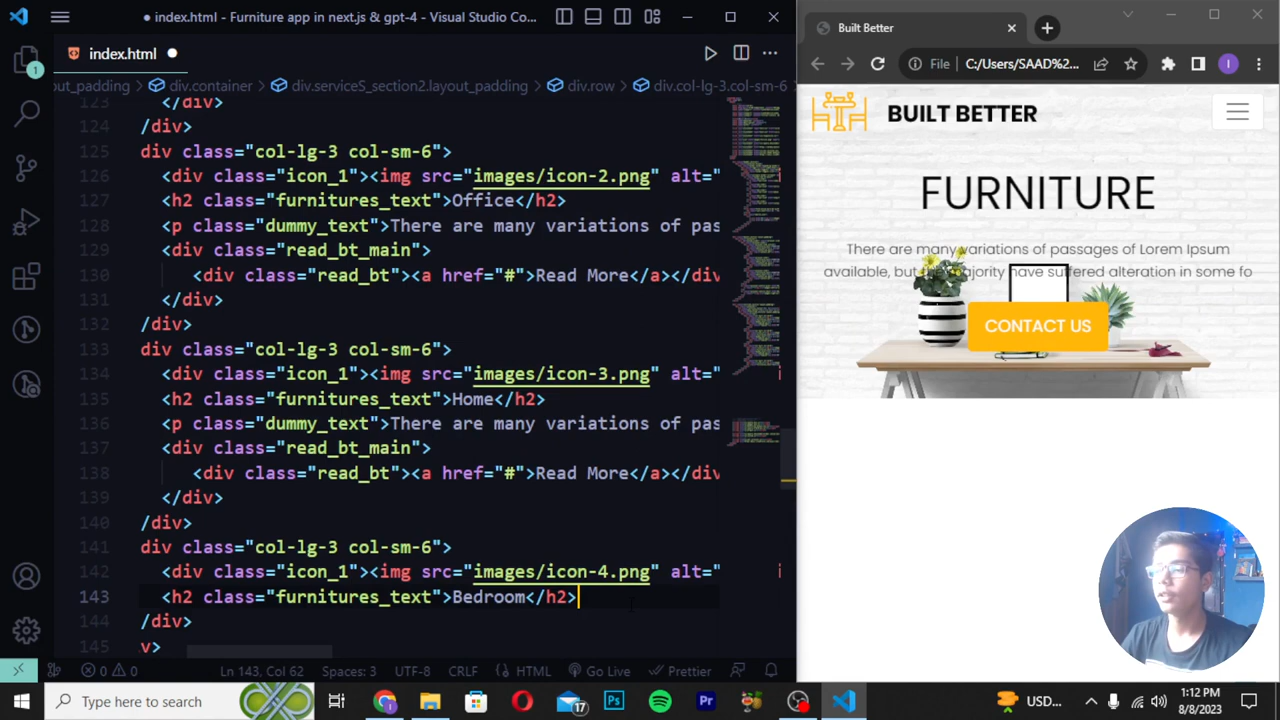 ● index.html - Furniture app in next.js & gpt-4 - Visual Studio Co...
index.html ●
out_padding > div.container > div.serviceS_section2.layout_padding > div.row > div.col-lg-3.col-sm-6
123 </div>
124 /div>
125 div class="col-lg-3 col-sm-6">
126 <div class="icon_1"><img src="images/icon-2.png" alt="
127 <h2 class="furnitures_text">Office</h2>
128 <p class="dummy_text">There are many variations of pas
129 <div class="read_bt_main">
130 <div class="read_bt"><a href="#">Read More</a></div
131 </div>
132 /div>
133 div class="col-lg-3 col-sm-6">
134 <div class="icon_1"><img src="images/icon-3.png" alt="
135 <h2 class="furnitures_text">Home</h2>
136 <p class="dummy_text">There are many variations of pas
137 <div class="read_bt_main">
138 <div class="read_bt"><a href="#">Read More</a></div
139 </div>
140 /div>
141 div class="col-lg-3 col-sm-6">
142 <div class="icon_1"><img src="images/icon-4.png" alt="
143 <h2 class="furnitures_text">Bedroom</h2>
144 /div>
145 v>
1
0 0 Ln 143, Col 62 Spaces: 3 UTF-8 CRLF {} HTML Go Live Prettier
Built Better
File C:/Users/SAAD%2... I
BUILT BETTER
FURNITURE
There are many variations of passages of Lorem Ipsum
available, but the majority have suffered alteration in some fo
CONTACT US
Type here to search
17
Ps
Pr
USD...
1:12 PM
8/8/2023